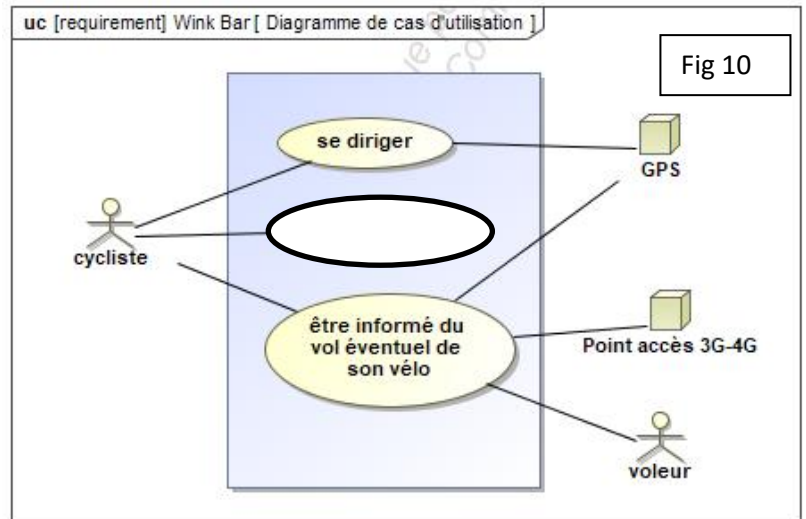 uc [requirement] Wink Bar [ Diagramme de cas d'utilisation ]
Fig 10
se diriger
GPS
cycliste
être informé du
vol éventuel de
son vélo
Point accès 3G-4G
voleur